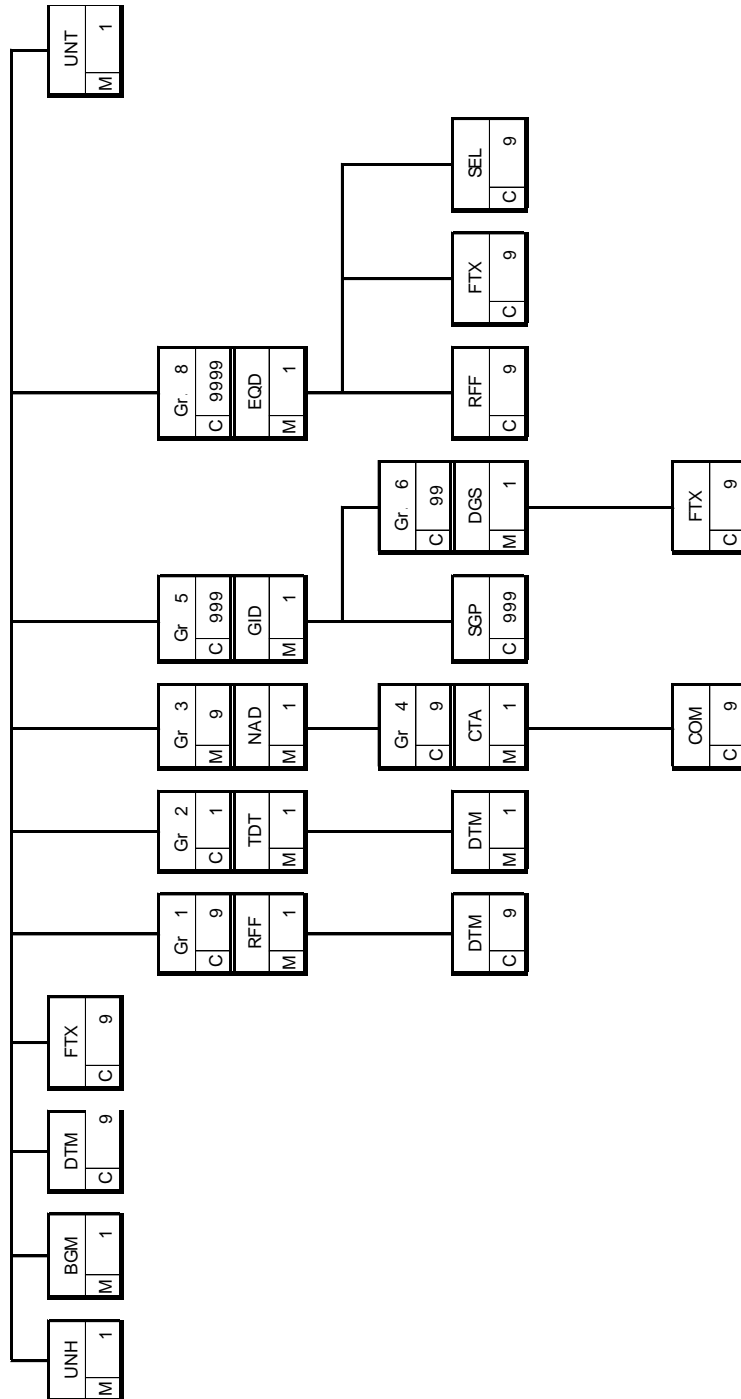 UNH
M 1
BGM
M 1
DTM
C 9
FTX
C 9
Gr 1
C 9
RFF
M 1
DTM
C 9
Gr 2
C 1
TDT
M 1
DTM
M 1
Gr 3
M 9
NAD
M 1
Gr 4
C 9
CTA
M 1
COM
C 9
Gr 5
C 999
GID
M 1
SGP
C 999
Gr. 6
C 99
DGS
M 1
FTX
C 9
Gr. 8
C 9999
EQD
M 1
RFF
C 9
FTX
C 9
SEL
C 9
UNT
M 1